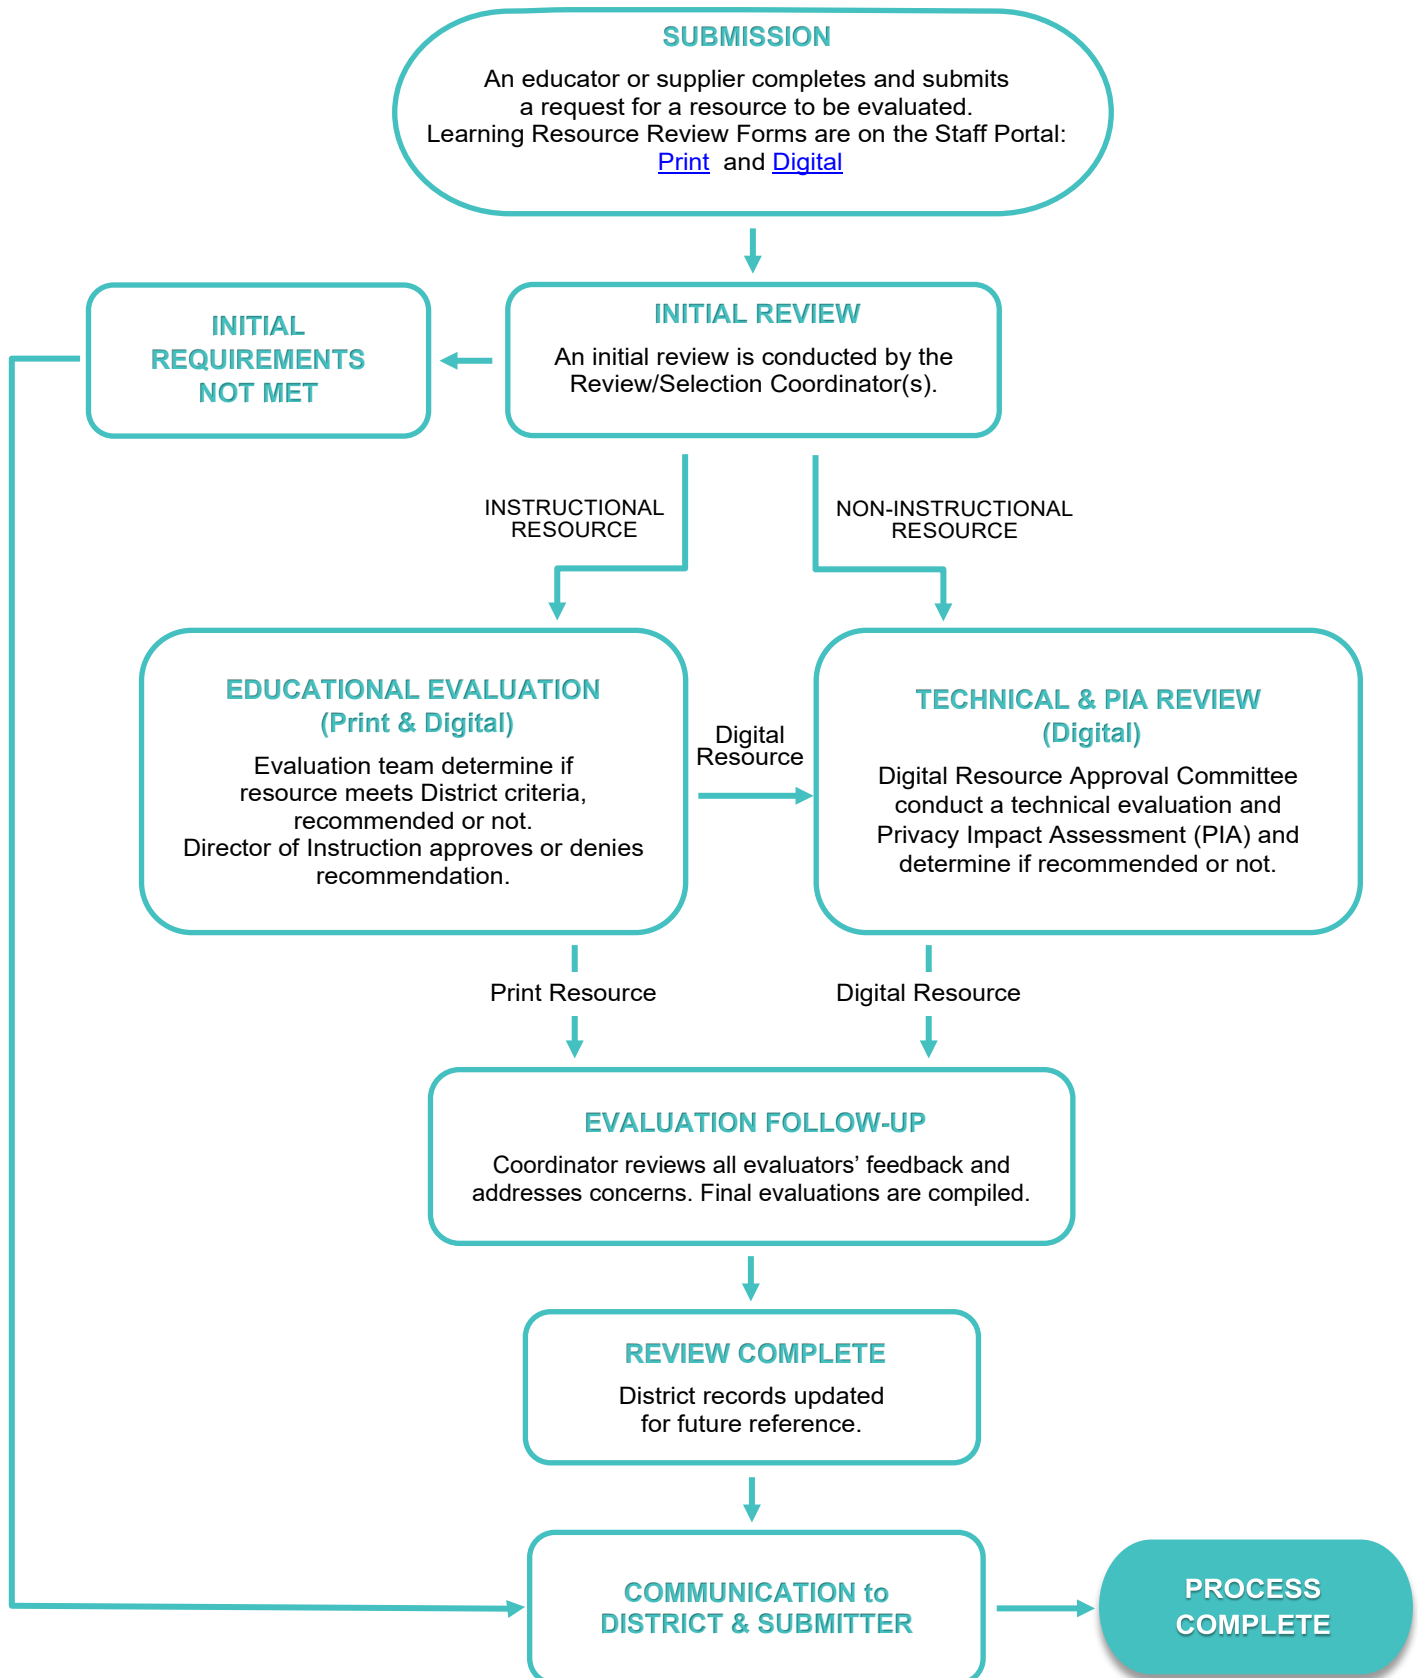 SUBMISSION
An educator or supplier completes and submits
a request for a resource to be evaluated.
Learning Resource Review Forms are on the Staff Portal:
Print and Digital
INITIAL
REQUIREMENTS
NOT MET
INITIAL REVIEW
An initial review is conducted by the
Review/Selection Coordinator(s).
INSTRUCTIONAL
RESOURCE
NON-INSTRUCTIONAL
RESOURCE
EDUCATIONAL EVALUATION
(Print & Digital)
Evaluation team determine if
resource meets District criteria,
recommended or not.
Director of Instruction approves or denies
recommendation.
Digital
Resource
TECHNICAL & PIA REVIEW
(Digital)
Digital Resource Approval Committee
conduct a technical evaluation and
Privacy Impact Assessment (PIA) and
determine if recommended or not.
Print Resource
Digital Resource
EVALUATION FOLLOW-UP
Coordinator reviews all evaluators’ feedback and
addresses concerns. Final evaluations are compiled.
REVIEW COMPLETE
District records updated
for future reference.
COMMUNICATION to
DISTRICT & SUBMITTER
PROCESS
COMPLETE